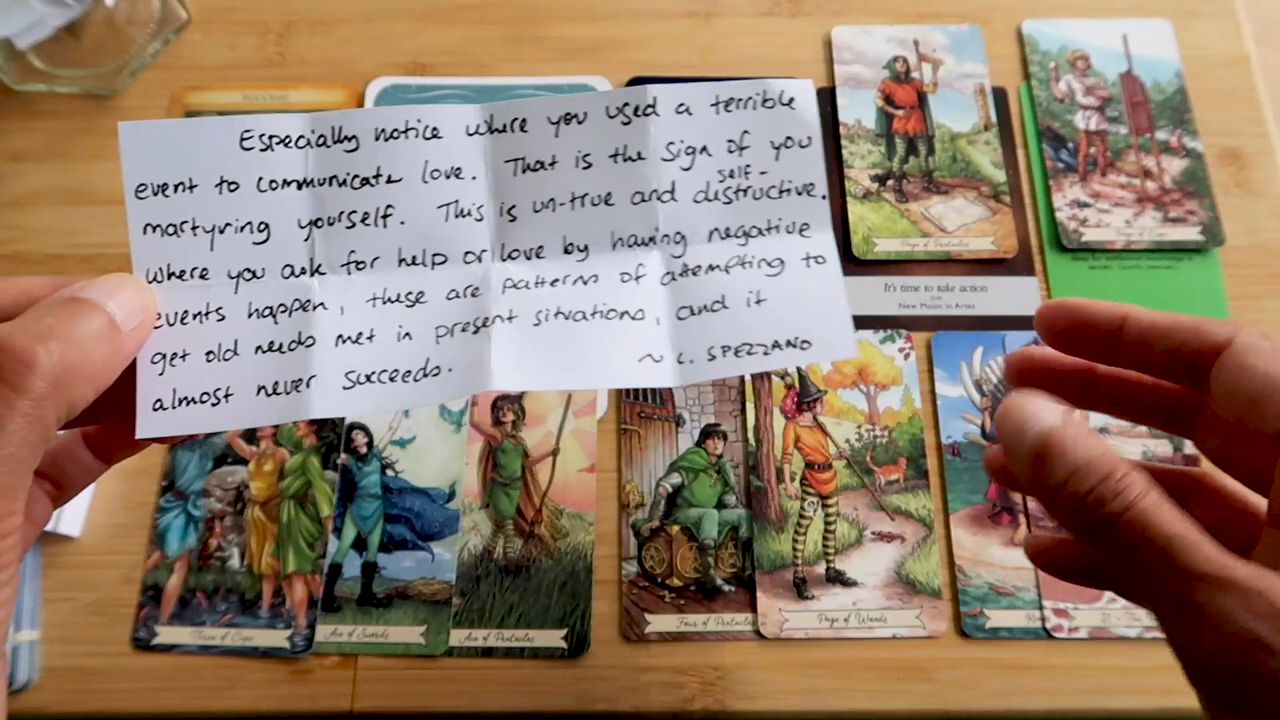 Especially notice where you used a terrible
event to communicate love. That is the sign of you
martyring yourself. This is un-true and self-distructive.
Where you ask for help or love by having negative
events happen, these are patterns of attempting to
get old needs met in present situations, and it
almost never succeeds.
~ C. SPEZZANO
Page of Pentacles
It's time to take action
New Moon in Aries
Three of Cups
Ace of Swords
Ace of Pentacles
Four of Pentacles
Page of Wands